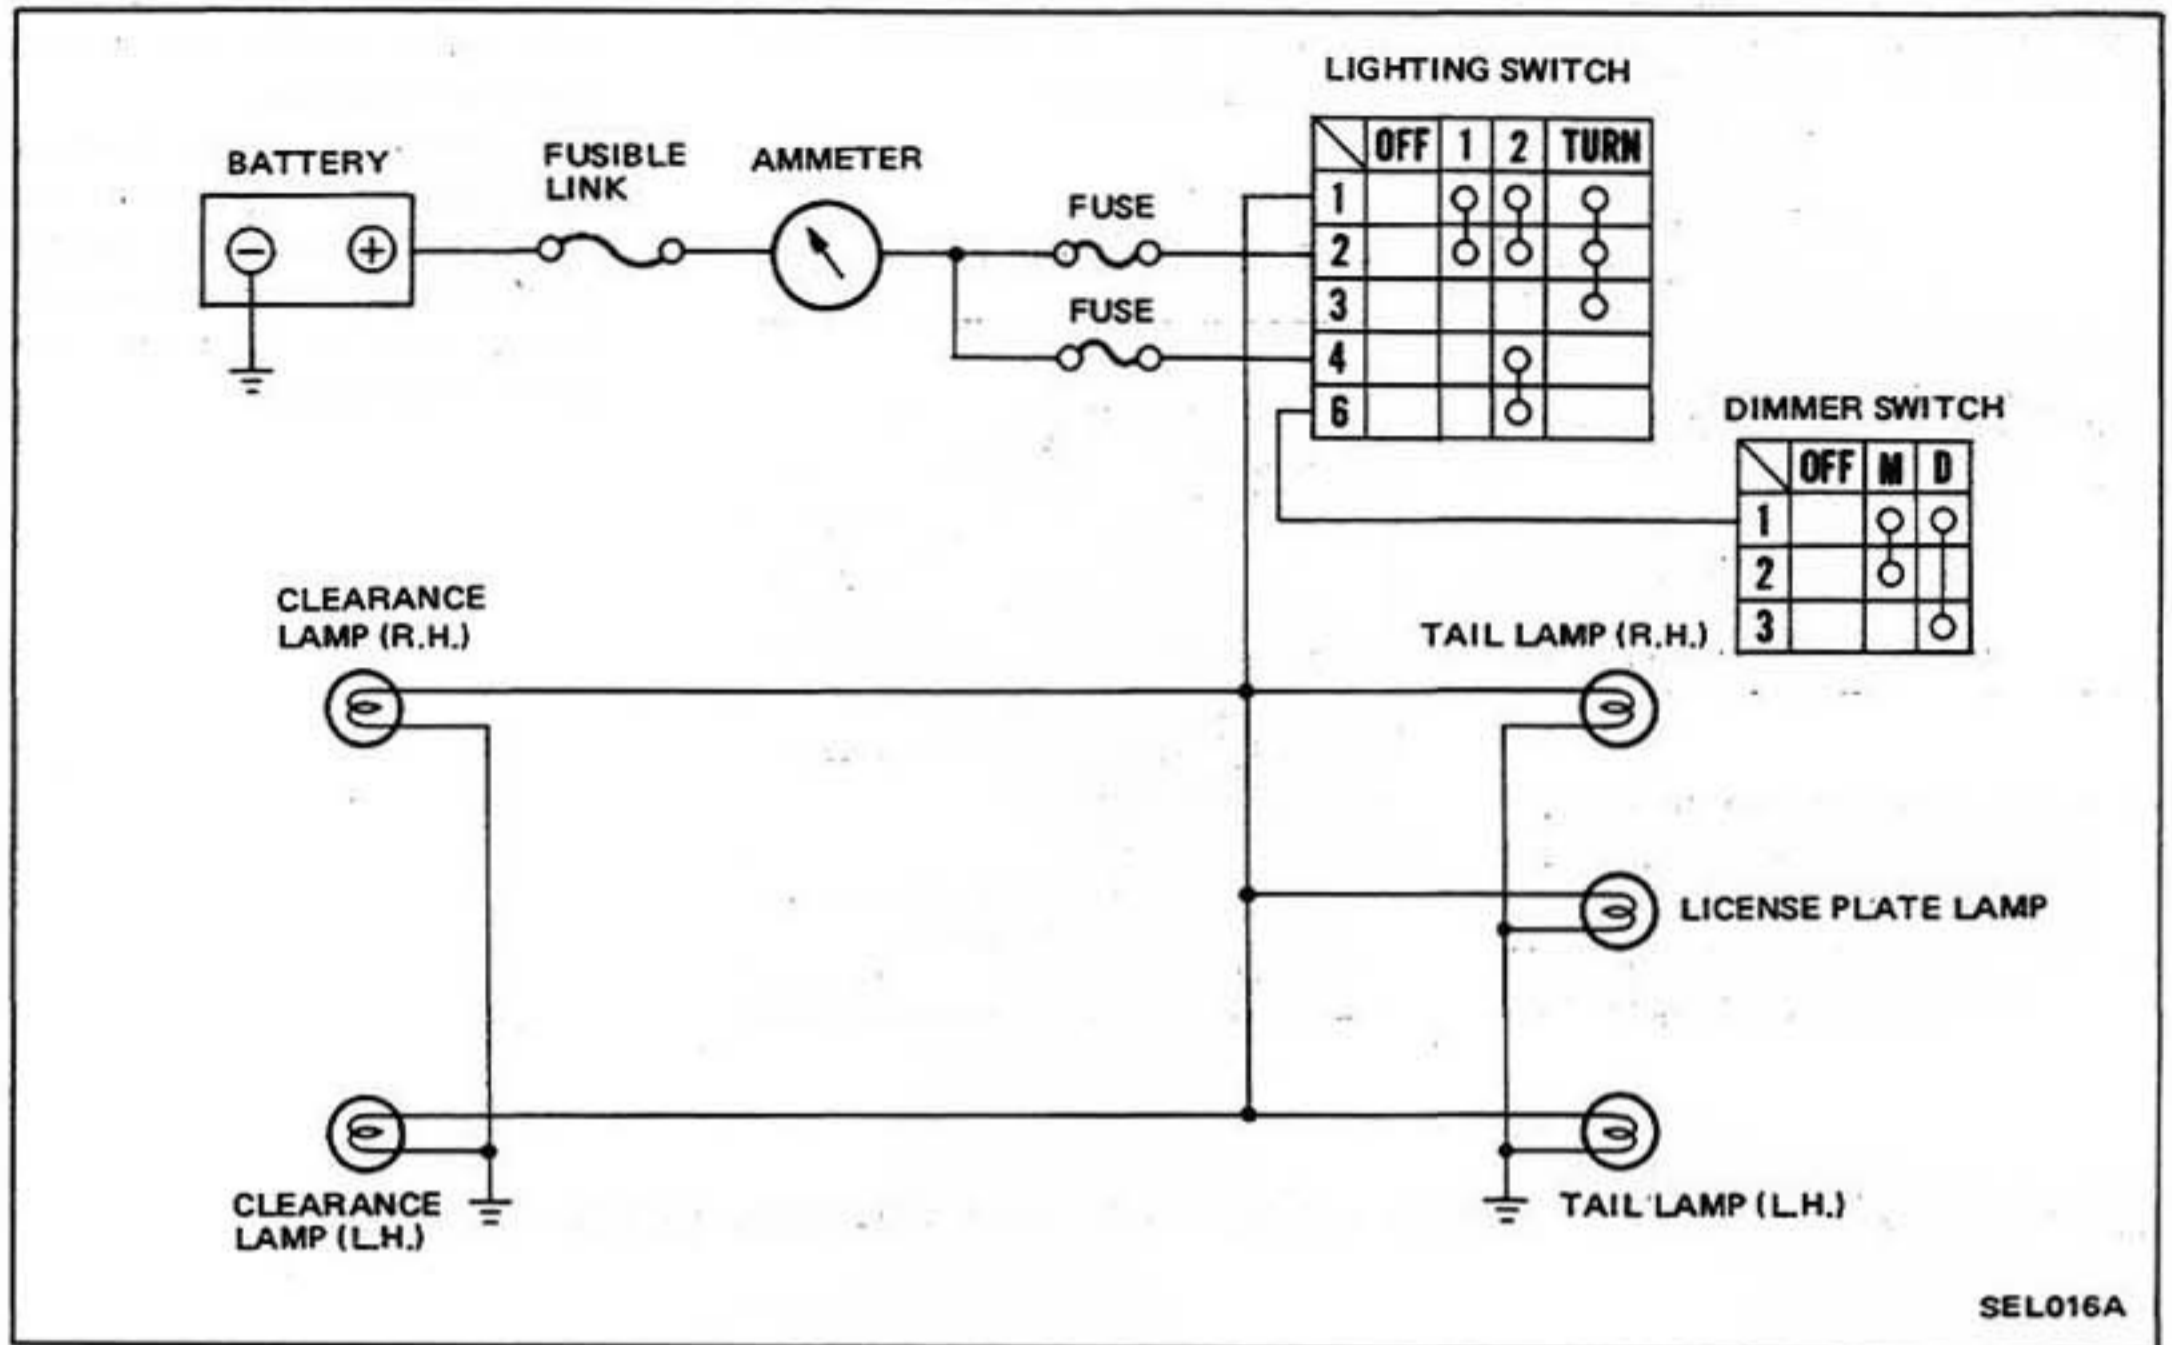 LIGHTING SWITCH
OFF 1 2 TURN
1
2
3
4
6
BATTERY
FUSIBLE
LINK
AMMETER
FUSE
FUSE
DIMMER SWITCH
OFF M D
1
2
3
CLEARANCE
LAMP (R.H.)
TAIL LAMP (R.H.)
LICENSE PLATE LAMP
CLEARANCE
LAMP (L.H.)
TAIL LAMP (L.H.)
SEL016A